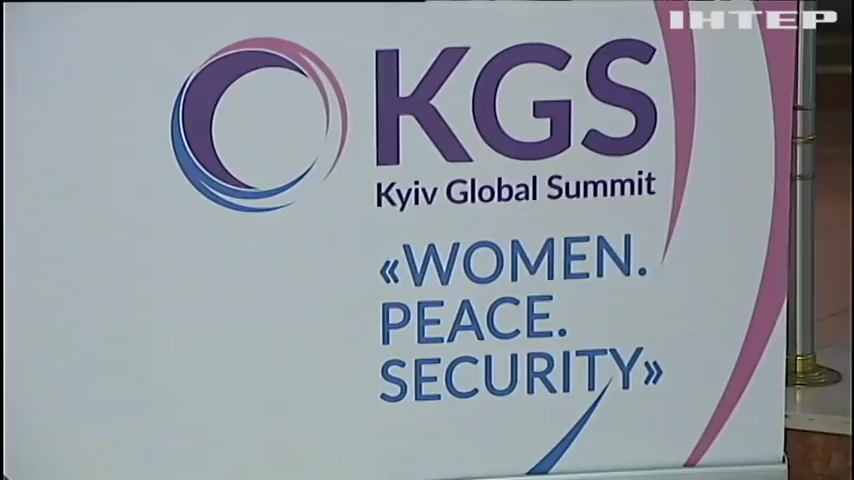 ІНТЕР
KGS
Kyiv Global Summit
«WOMEN.
PEACE.
SECURITY»